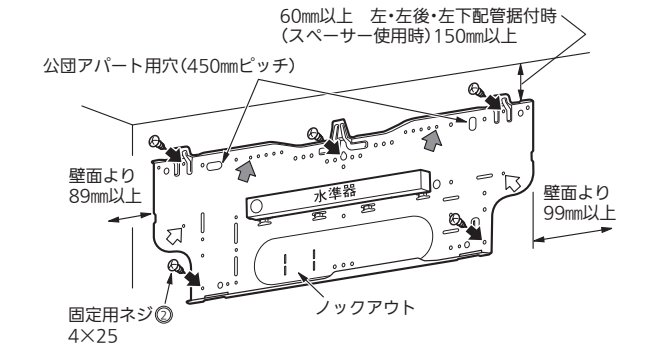 60㎜以上　左・左後・左下配管据付時
（スペーサー使用時）150㎜以上
公団アパート用穴（450㎜ピッチ）
壁面より
89㎜以上
水準器
壁面より
99㎜以上
固定用ネジ②
4×25
ノックアウト